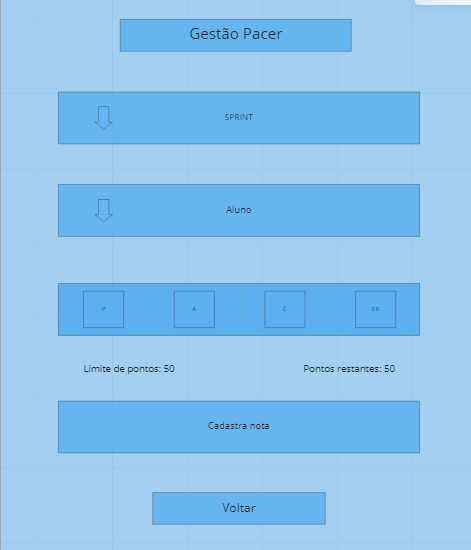 Gestão Pacer
SPRINT
Aluno
P A C ER
Limite de pontos: 50 Pontos restantes: 50
Cadastra nota
Voltar